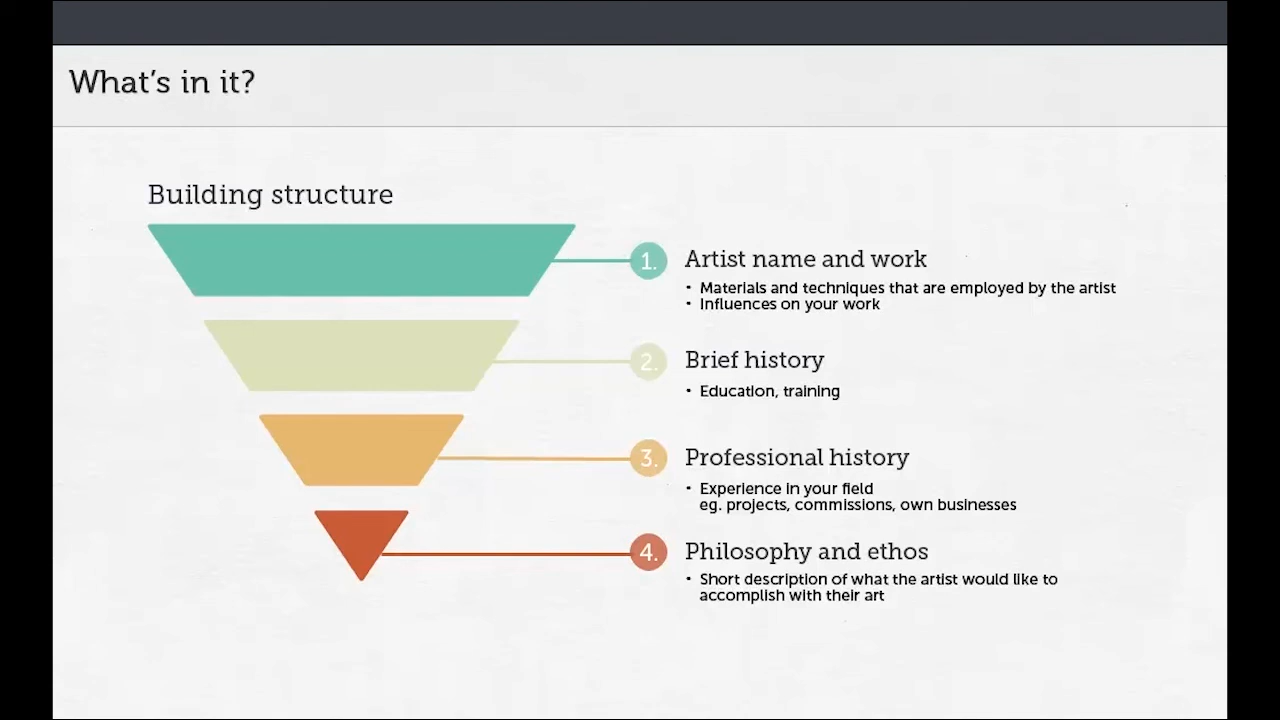 What's in it?
Building structure
1. Artist name and work
• Materials and techniques that are employed by the artist
• Influences on your work
2. Brief history
• Education, training
3. Professional history
• Experience in your field
eg. projects, commissions, own businesses
4. Philosophy and ethos
• Short description of what the artist would like to
accomplish with their art